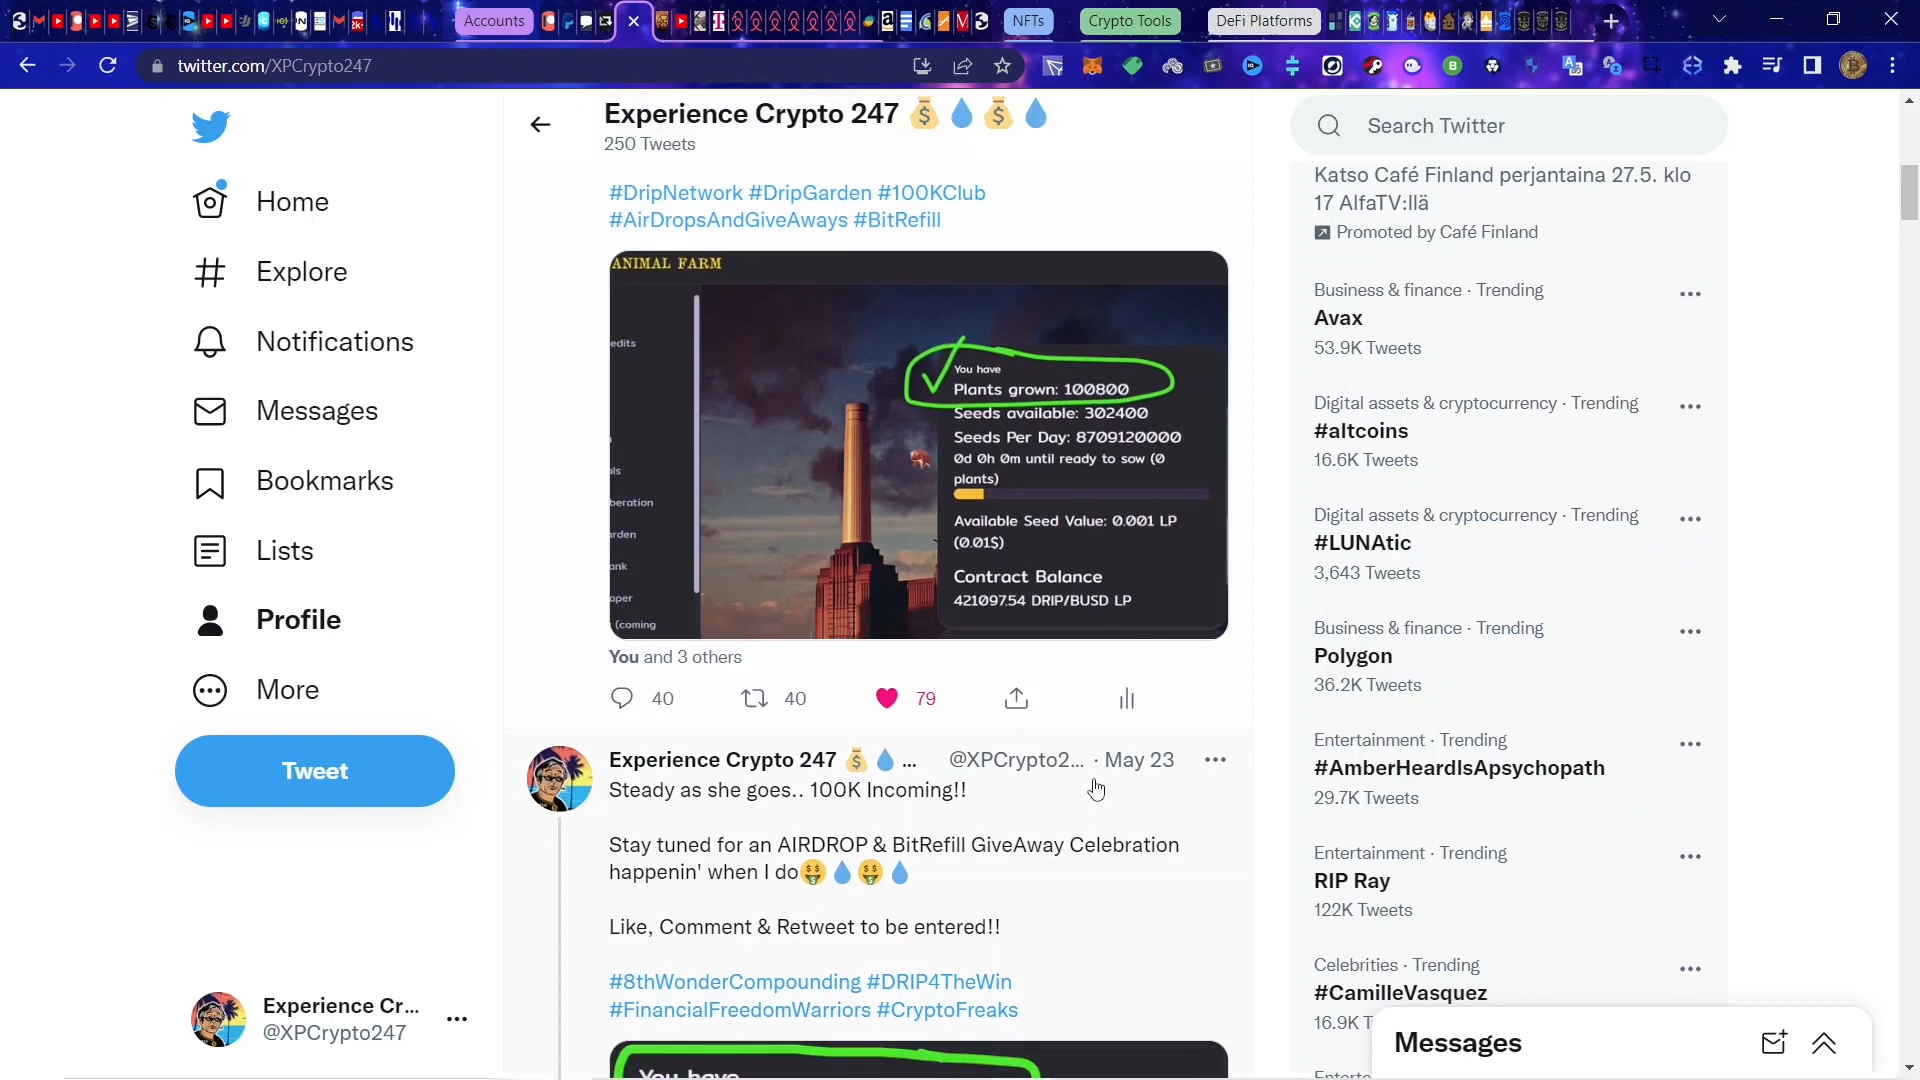 Accounts
NFTs
Crypto Tools
DeFi Platforms
twitter.com/XPCrypto247
Home
Explore
Notifications
Messages
Bookmarks
Lists
Profile
More
Tweet
Experience Cr...
@XPCrypto247
Experience Crypto 247
250 Tweets
#DripNetwork #DripGarden #100KClub
#AirDropsAndGiveAways #BitRefill
ANIMAL FARM
edits
You have
Plants grown: 100800
Seeds available: 302400
Seeds Per Day: 8709120000
0d 0h 0m until ready to sow (0
plants)
Available Seed Value: 0.001 LP
(0.01$)
Contract Balance
421097.54 DRIP/BUSD LP
als
beration
rden
ank
aper
(coming
You and 3 others
40
40
79
Experience Crypto 247 ... @XPCrypto2... · May 23
Steady as she goes.. 100K Incoming!!
Stay tuned for an AIRDROP & BitRefill GiveAway Celebration
happenin' when I do
Like, Comment & Retweet to be entered!!
#8thWonderCompounding #DRIP4TheWin
#FinancialFreedomWarriors #CryptoFreaks
You have
Search Twitter
Katso Café Finland perjantaina 27.5. klo
17 AlfaTV:llä
Promoted by Café Finland
Business & finance · Trending
Avax
53.9K Tweets
Digital assets & cryptocurrency · Trending
#altcoins
16.6K Tweets
Digital assets & cryptocurrency · Trending
#LUNAtic
3,643 Tweets
Business & finance · Trending
Polygon
36.2K Tweets
Entertainment · Trending
#AmberHeardIsApsychopath
29.7K Tweets
Entertainment · Trending
RIP Ray
122K Tweets
Celebrities · Trending
#CamilleVasquez
16.9K T
Messages